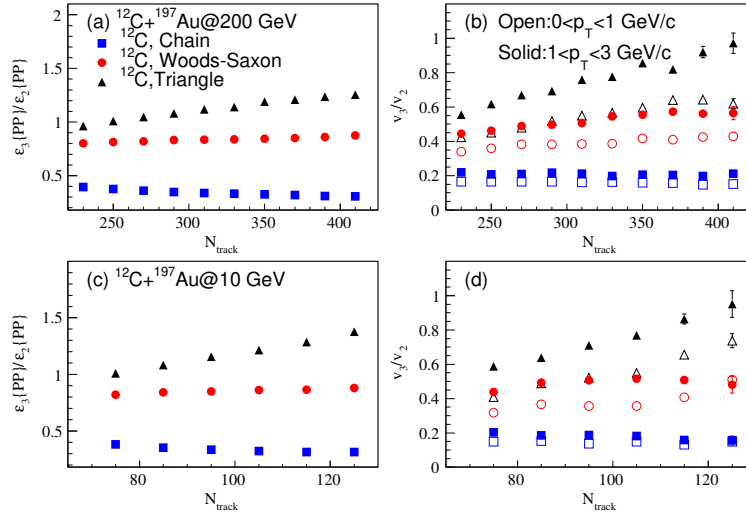 (a) ¹²C+¹⁹⁷Au@200 GeV
¹²C, Chain
¹²C, Woods-Saxon
¹²C,Triangle
ε₃{PP}/ε₂{PP}
2
1.5
1
0.5
250 300 350 400
N_track
(b) Open:0<p_T<1 GeV/c
Solid:1<p_T<3 GeV/c
v₃/v₂
1
0.8
0.6
0.4
0.2
0
250 300 350 400
N_track
(c) ¹²C+¹⁹⁷Au@10 GeV
ε₃{PP}/ε₂{PP}
2
1.5
1
0.5
80 100 120
N_track
(d)
v₃/v₂
1
0.8
0.6
0.4
0.2
0
80 100 120
N_track